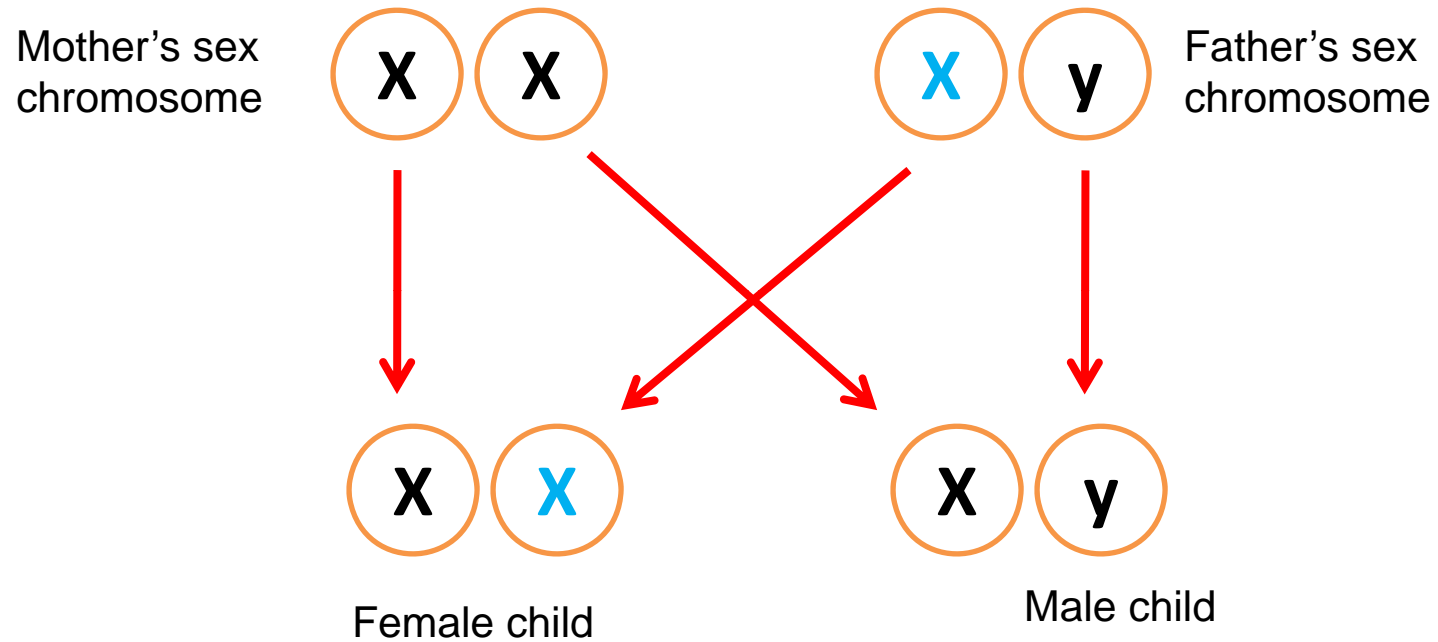 Mother’s sex
chromosome
X X
X y
Father’s sex
chromosome
X X
X y
Female child
Male child